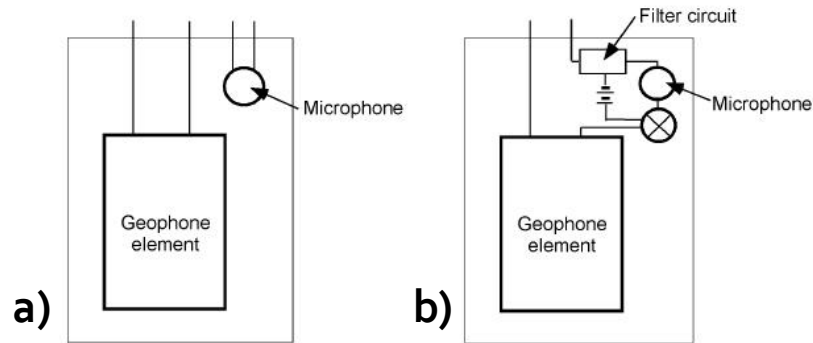 Microphone
Geophone
element
a)
Filter circuit
Microphone
Geophone
element
b)